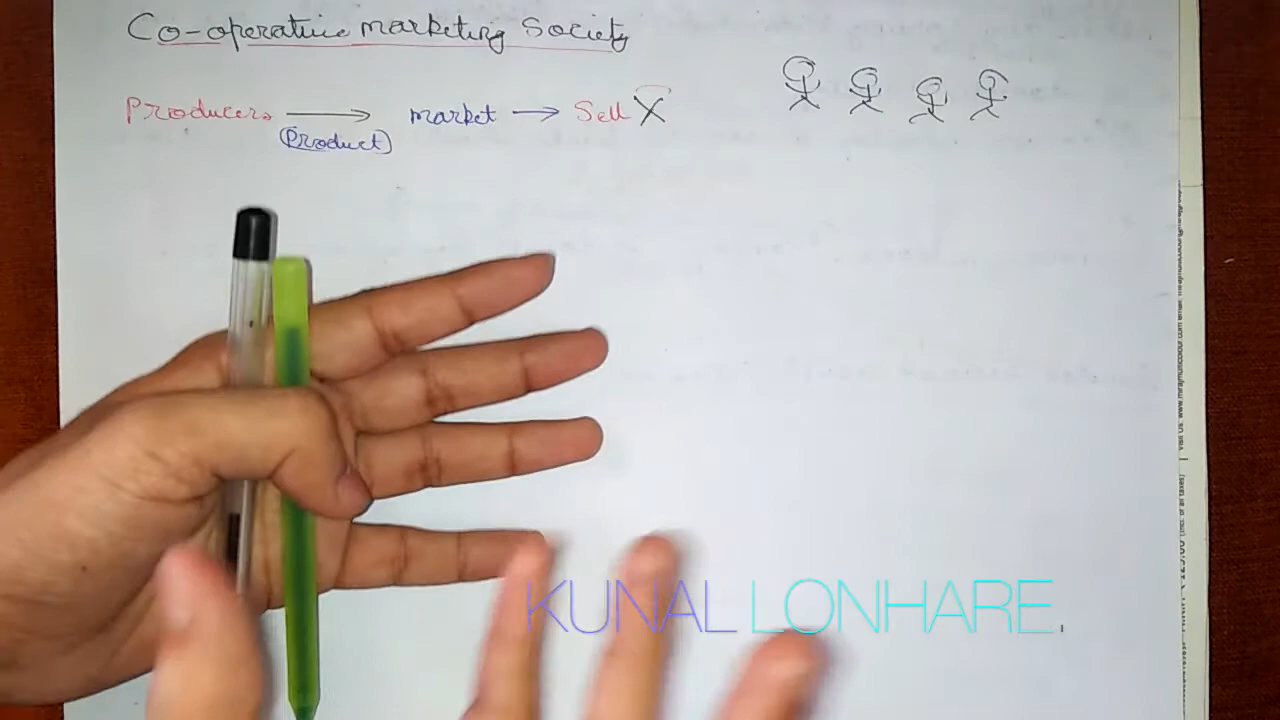 Co-operative marketing Society
Producers → market → Sell X
(Product)
KUNAL LONHARE.